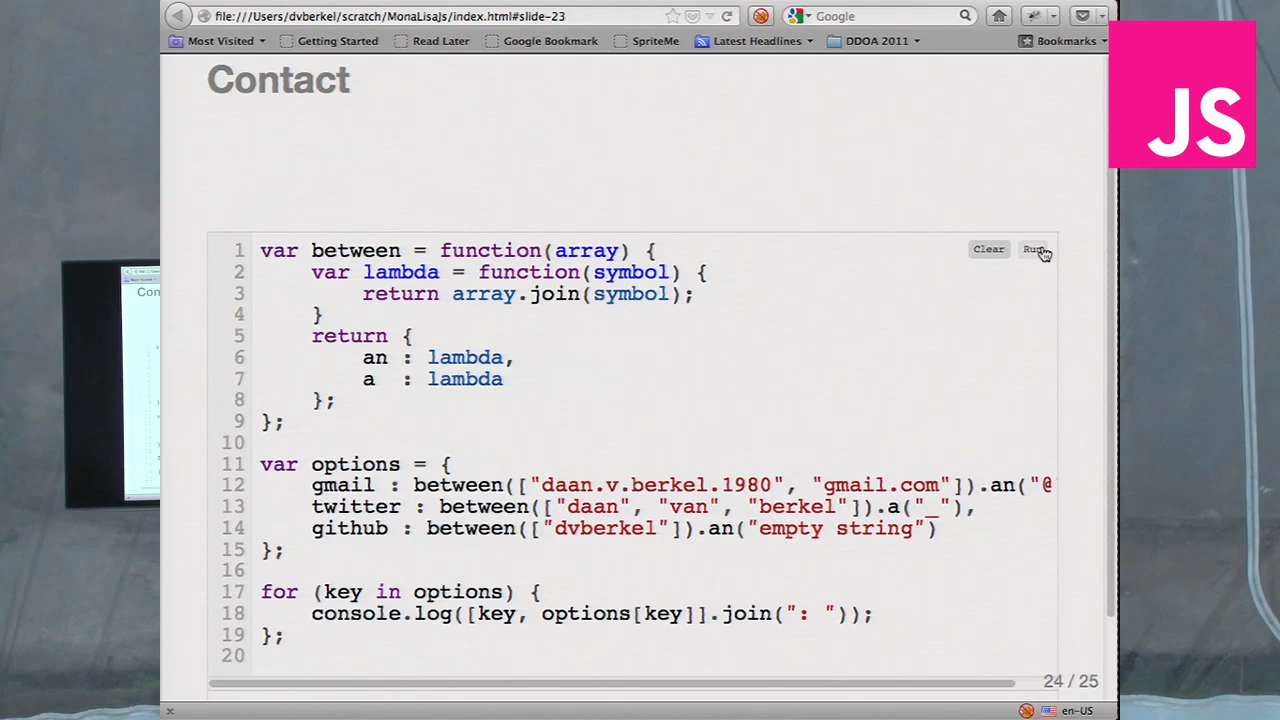 file:///Users/dvberkel/scratch/MonaLisaJs/index.html#slide-23
Google
Most Visited
Getting Started
Read Later
Google Bookmark
SpriteMe
Latest Headlines
DDOA 2011
Bookmarks
JS
Contact
Clear
Run
1 var between = function(array) {
2 var lambda = function(symbol) {
3 return array.join(symbol);
4 }
5 return {
6 an : lambda,
7 a : lambda
8 };
9 };
10
11 var options = {
12 gmail : between(["daan.v.berkel.1980", "gmail.com"]).an("@
13 twitter : between(["daan", "van", "berkel"]).a("_"),
14 github : between(["dvberkel"]).an("empty string")
15 };
16
17 for (key in options) {
18 console.log([key, options[key]].join(": "));
19 };
20
24 / 25
en-US